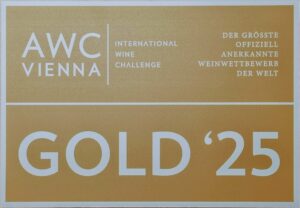 AWC
VIENNA
INTERNATIONAL
WINE
CHALLENGE
DER GRÖSSTE
OFFIZIELL
ANERKANNTE
WEINWETTBEWERB
DER WELT
GOLD ‘25